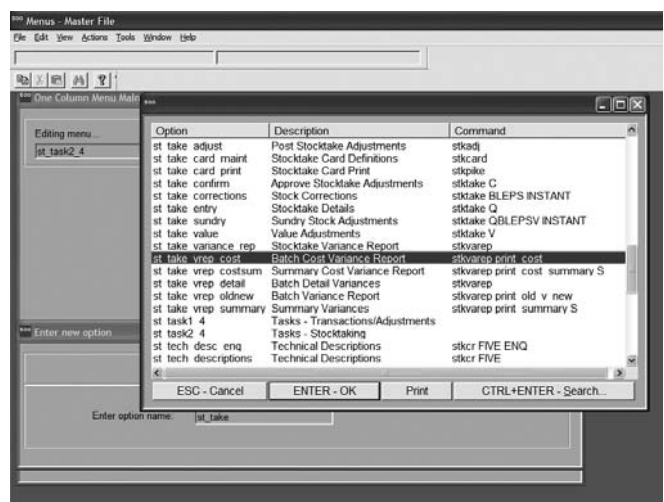 Menus - Master File
File Edit View Actions Tools Window Help
One Column Menu Main
Editing menu...
st_task2_4
Option Description Command
st take adjust Post Stocktake Adjustments stkadj
st take card maint Stocktake Card Definitions stkcard
st take card print Stocktake Card Print stkpike
st take confirm Approve Stocktake Adjustments stktake C
st take corrections Stock Corrections stktake BLEPS INSTANT
st take entry Stocktake Details stktake Q
st take sundry Sundry Stock Adjustments stktake QBLEPSV INSTANT
st take value Value Adjustments stktake V
st take variance rep Stocktake Variance Report stkvarep
st take vrep cost Batch Cost Variance Report stkvarep print cost
st take vrep costsum Summary Cost Variance Report stkvarep print cost summary S
st take vrep detail Batch Detail Variances stkvarep
st take vrep oldnew Batch Variance Report stkvarep print old v new
st take vrep summary Summary Variances stkvarep print summary S
st task1 4 Tasks - Transactions/Adjustments
st task2 4 Tasks - Stocktaking
st tech desc enq Technical Descriptions stkcr FIVE ENQ
st tech descriptions Technical Descriptions stkcr FIVE
ESC - Cancel ENTER - OK Print CTRL+ENTER - Search...
Enter new option
Enter option name: st_take